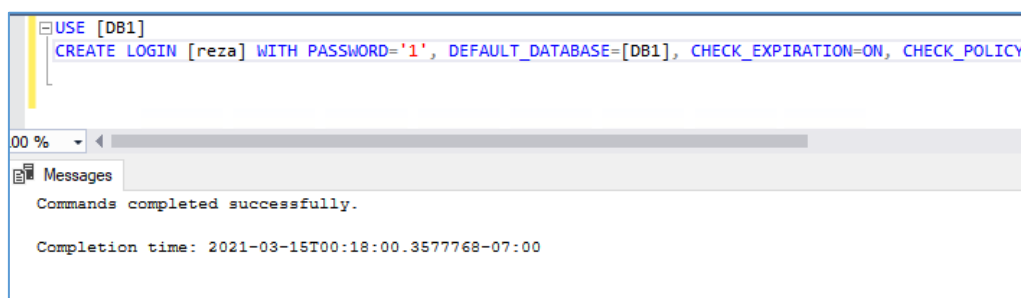 USE [DB1]
CREATE LOGIN [reza] WITH PASSWORD='1', DEFAULT_DATABASE=[DB1], CHECK_EXPIRATION=ON, CHECK_POLICY
00 %
Messages
Commands completed successfully.
Completion time: 2021-03-15T00:18:00.3577768-07:00